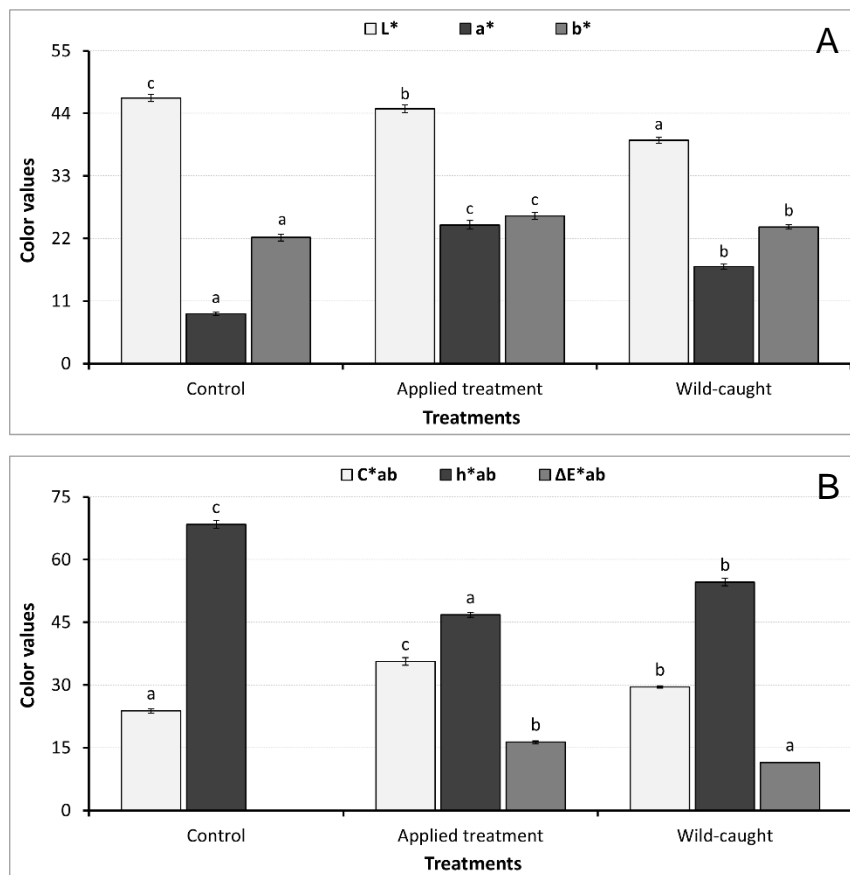 L* a* b*
A
55
44
33
22
11
0
Color values
c
a
a
b
c
c
a
b
b
Control Applied treatment Wild-caught
Treatments
C*ab h*ab ΔE*ab
B
75
60
45
30
15
0
Color values
a
c
c
a
b
b
b
a
Control Applied treatment Wild-caught
Treatments